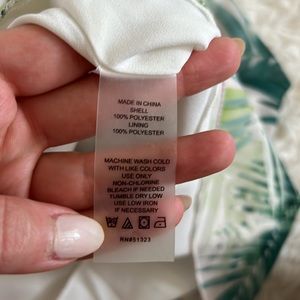 MADE IN CHINA
SHELL
100% POLYESTER
LINING
100% POLYESTER
MACHINE WASH COLD
WITH LIKE COLORS
USE ONLY
NON-CHLORINE
BLEACH IF NEEDED
TUMBLE DRY LOW
USE LOW IRON
IF NECESSARY
RN#51323